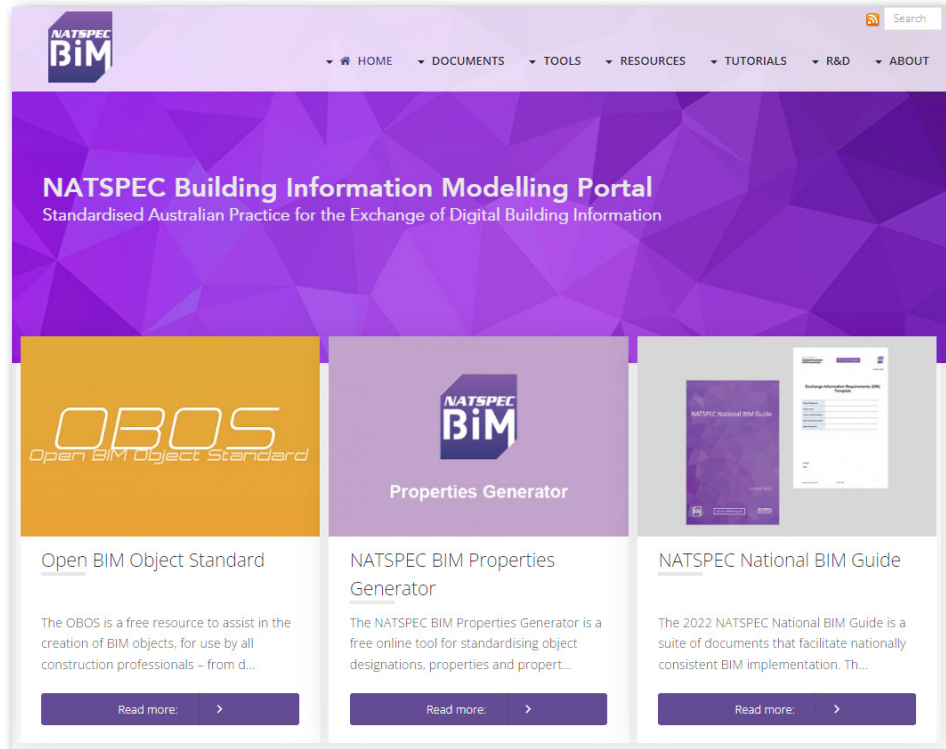 Search
NATSPEC
BiM
HOME DOCUMENTS TOOLS RESOURCES TUTORIALS R&D ABOUT
NATSPEC Building Information Modelling Portal
Standardised Australian Practice for the Exchange of Digital Building Information
OBOS
Open BIM Object Standard
NATSPEC
BiM
Properties Generator
NATSPEC National BIM Guide
Exchange Information Requirements (EIR)
Template
Open BIM Object Standard
The OBOS is a free resource to assist in the
creation of BIM objects, for use by all
construction professionals – from d...
Read more:
NATSPEC BIM Properties
Generator
The NATSPEC BIM Properties Generator is a
free online tool for standardising object
designations, properties and propert...
Read more:
NATSPEC National BIM Guide
The 2022 NATSPEC National BIM Guide is a
suite of documents that facilitate nationally
consistent BIM implementation. Th...
Read more: